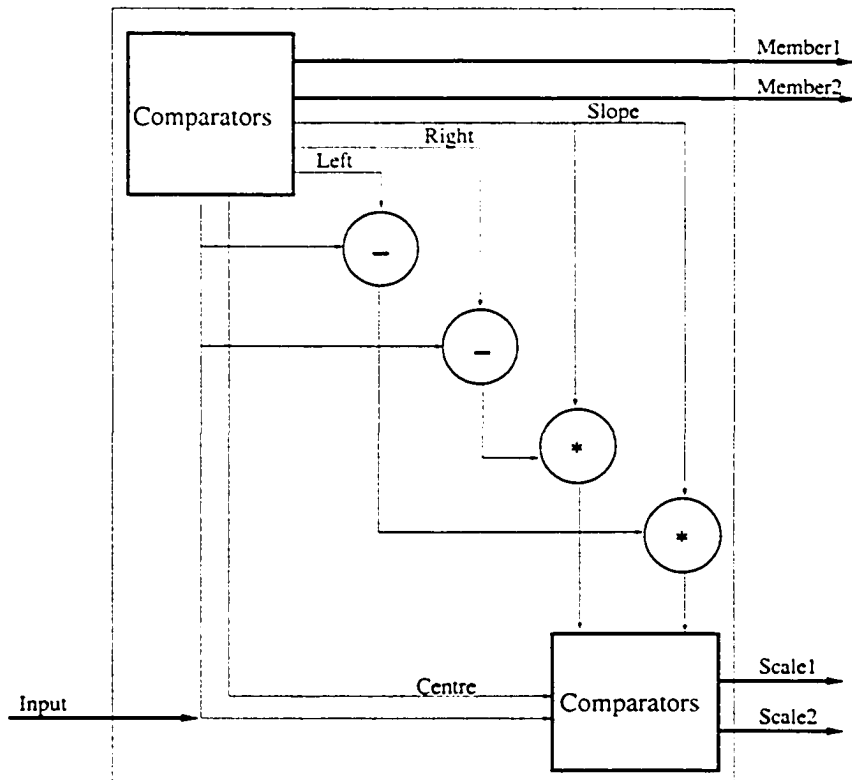 Member1
Member2
Comparators
Slope
Right
Left
–
–
*
*
Centre
Input
Comparators
Scale1
Scale2